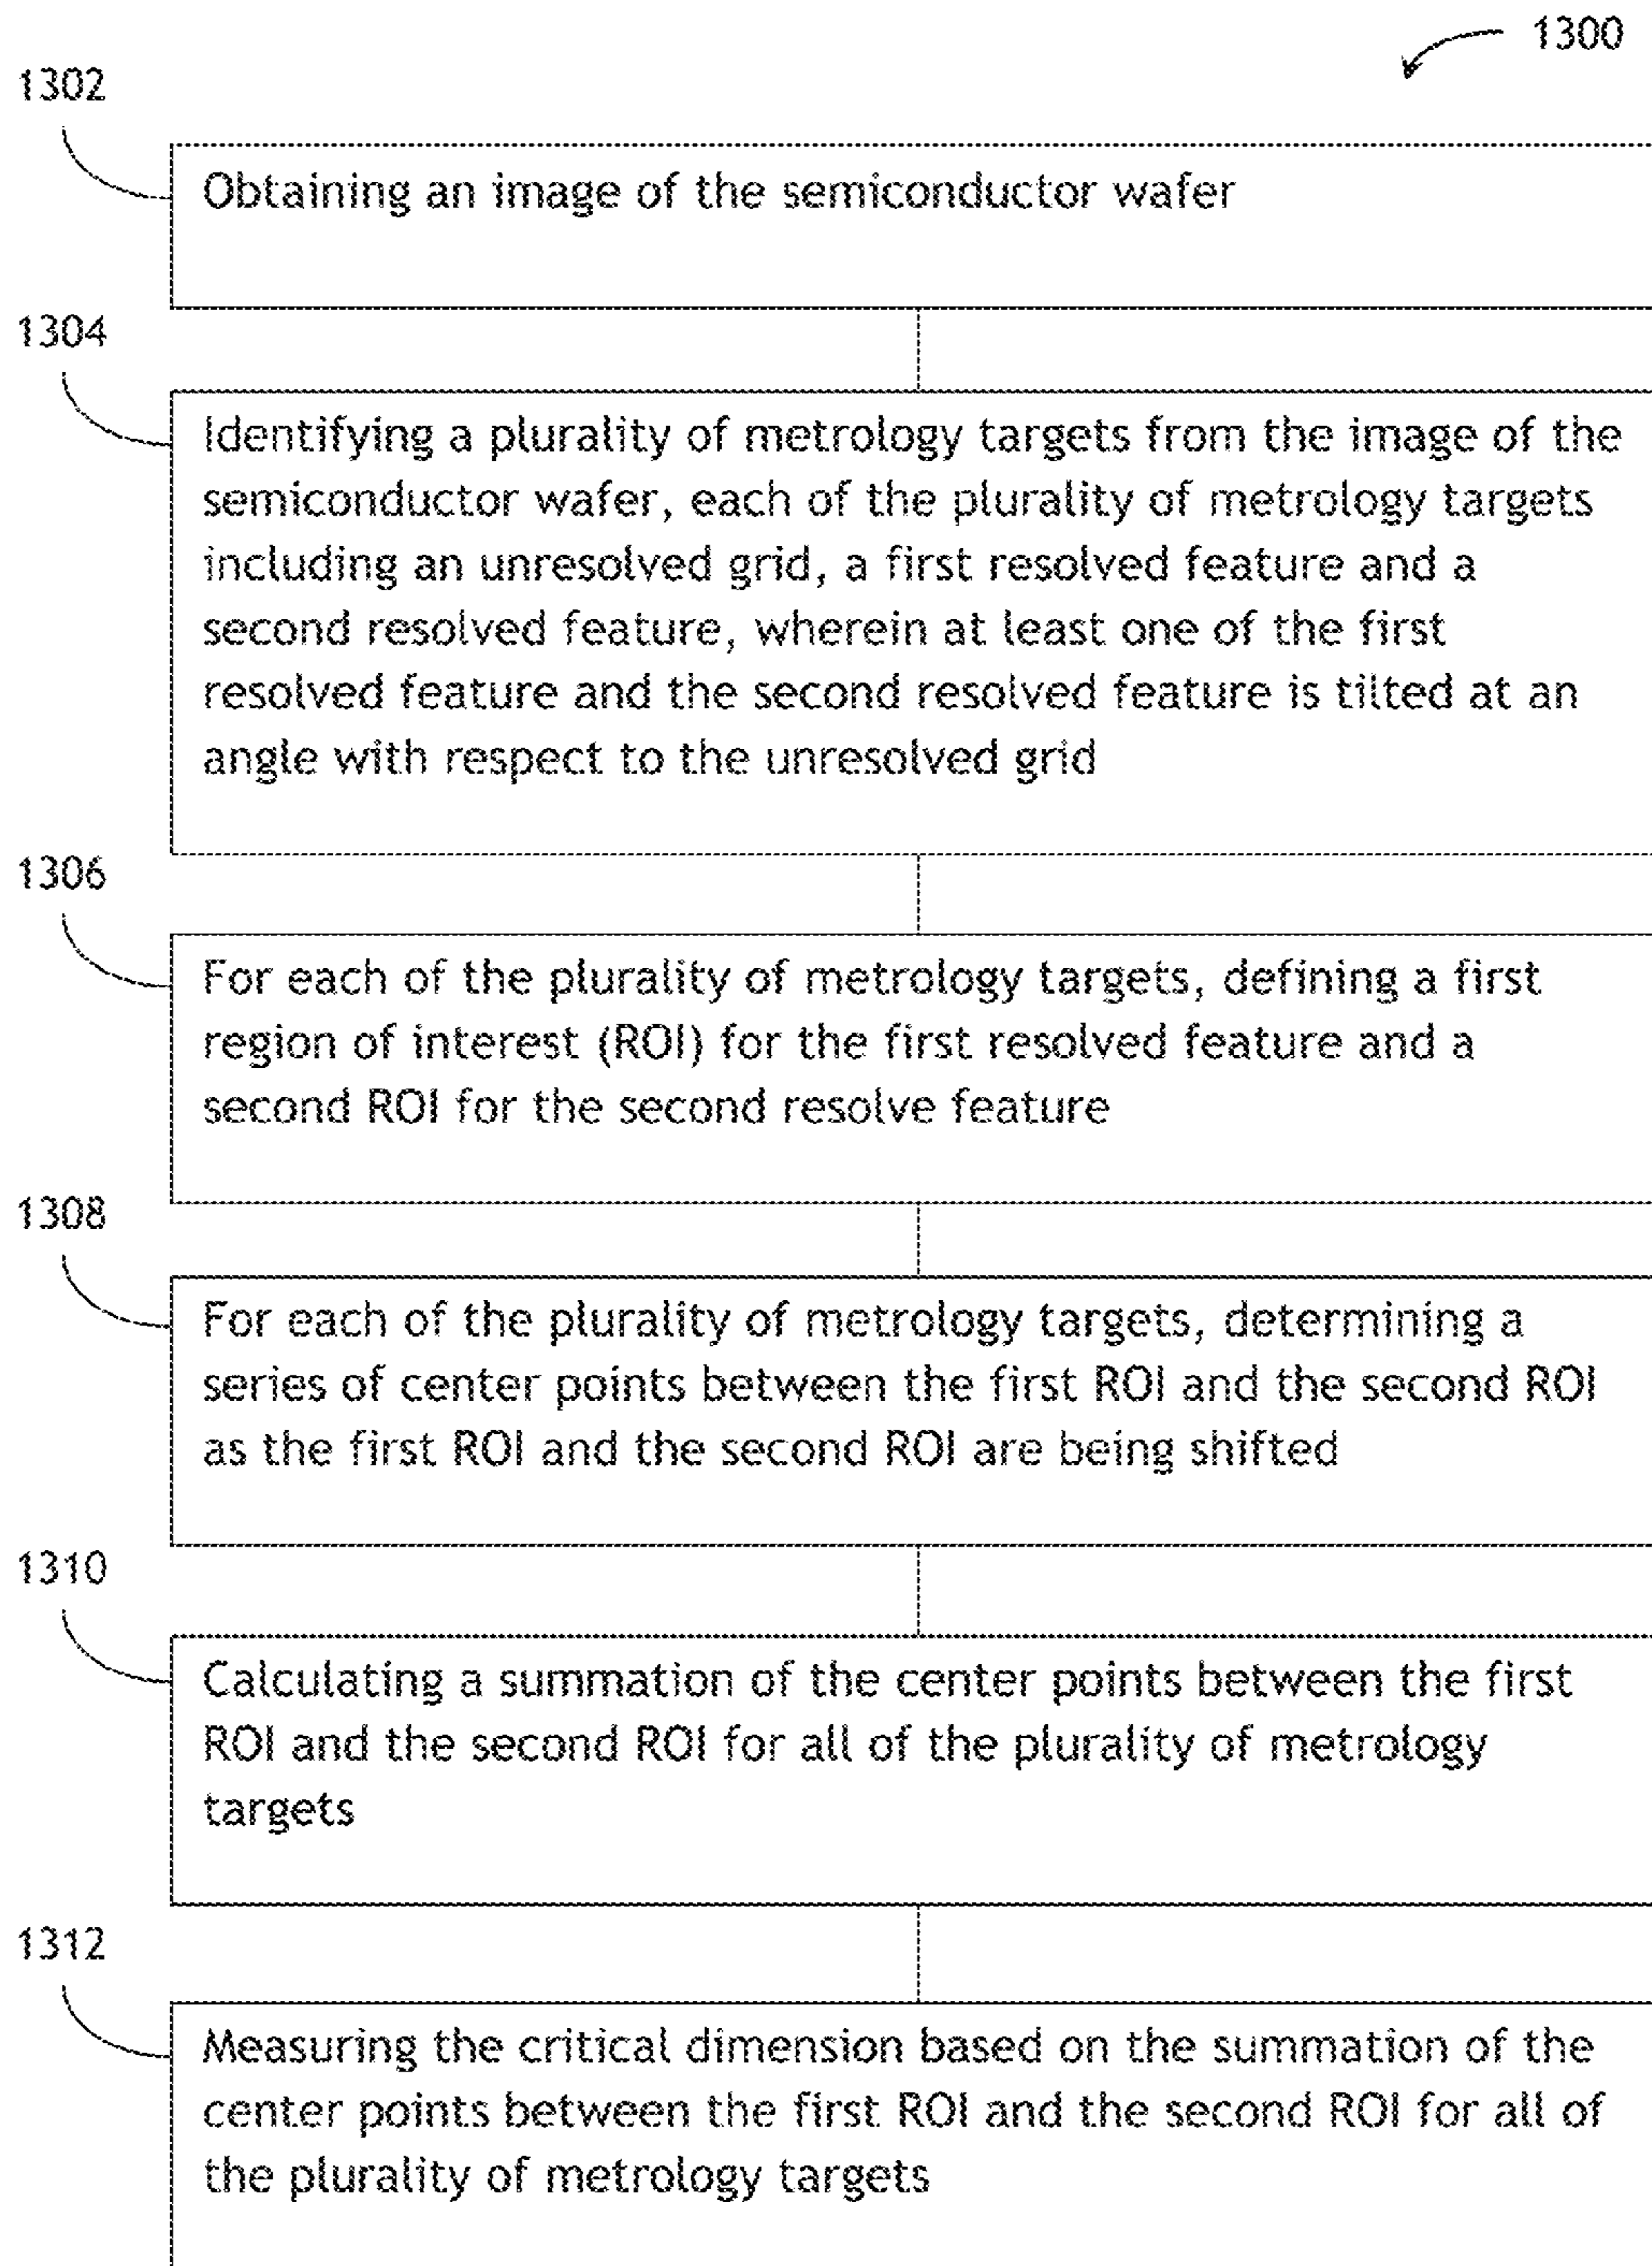 1300
1302
Obtaining an image of the semiconductor wafer
1304
Identifying a plurality of metrology targets from the image of the
semiconductor wafer, each of the plurality of metrology targets
including an unresolved grid, a first resolved feature and a
second resolved feature, wherein at least one of the first
resolved feature and the second resolved feature is tilted at an
angle with respect to the unresolved grid
1306
For each of the plurality of metrology targets, defining a first
region of interest (ROI) for the first resolved feature and a
second ROI for the second resolve feature
1308
For each of the plurality of metrology targets, determining a
series of center points between the first ROI and the second ROI
as the first ROI and the second ROI are being shifted
1310
Calculating a summation of the center points between the first
ROI and the second ROI for all of the plurality of metrology
targets
1312
Measuring the critical dimension based on the summation of the
center points between the first ROI and the second ROI for all of
the plurality of metrology targets